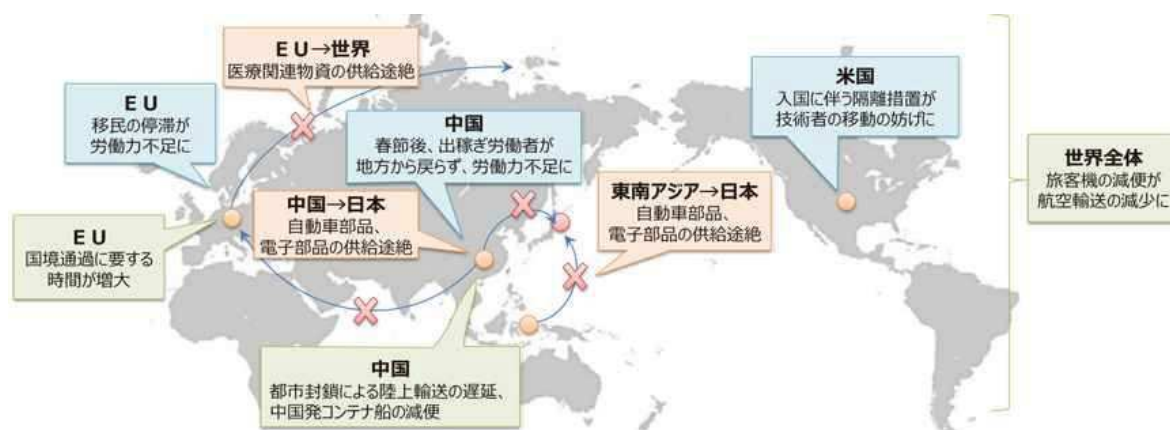 ＥＵ→世界
医療関連物資の供給途絶
ＥＵ
移民の停滞が
労働力不足に
中国
春節後、出稼ぎ労働者が
地方から戻らず、労働力不足に
米国
入国に伴う隔離措置が
技術者の移動の妨げに
世界全体
旅客機の減便が
航空輸送の減少に
中国→日本
自動車部品、
電子部品の供給途絶
東南アジア→日本
自動車部品、
電子部品の供給途絶
ＥＵ
国境通過に要する
時間が増大
中国
都市封鎖による陸上輸送の遅延、
中国発コンテナ船の減便